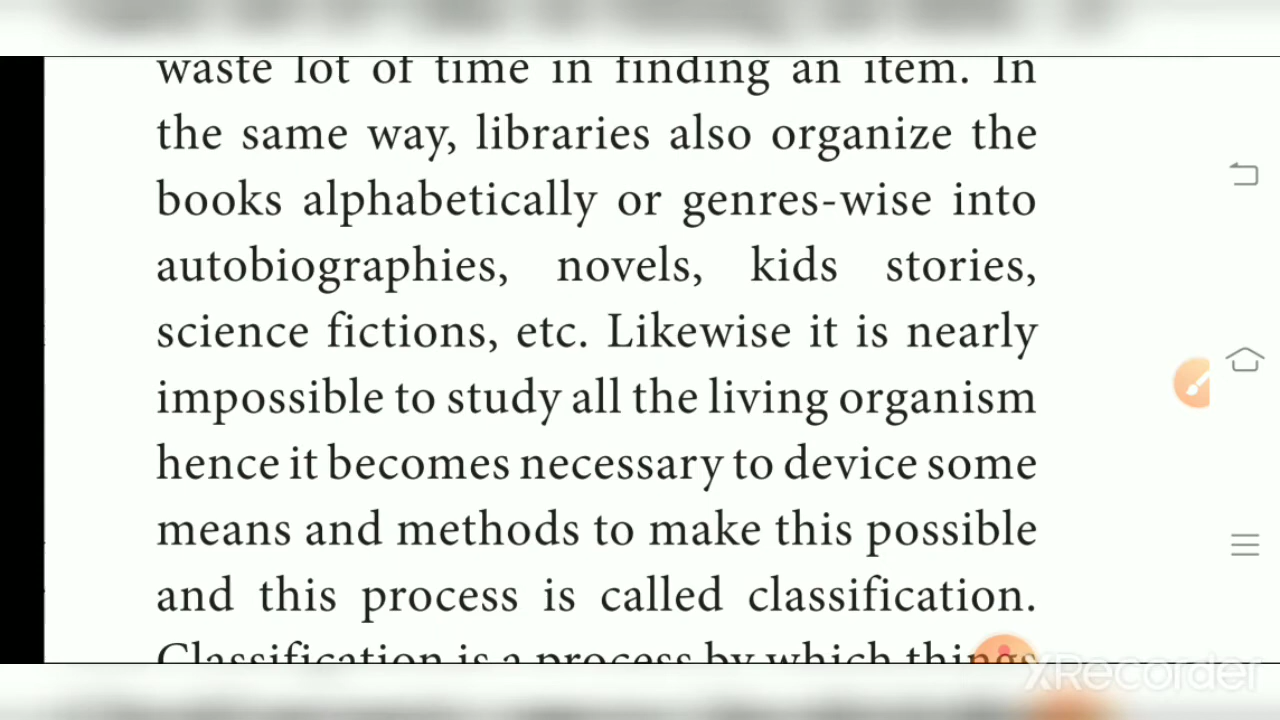 waste lot of time in finding an item. In
the same way, libraries also organize the
books alphabetically or genres-wise into
autobiographies, novels, kids stories,
science fictions, etc. Likewise it is nearly
impossible to study all the living organism
hence it becomes necessary to device some
means and methods to make this possible
and this process is called classification.
Classification is a process by which things
XRecorder